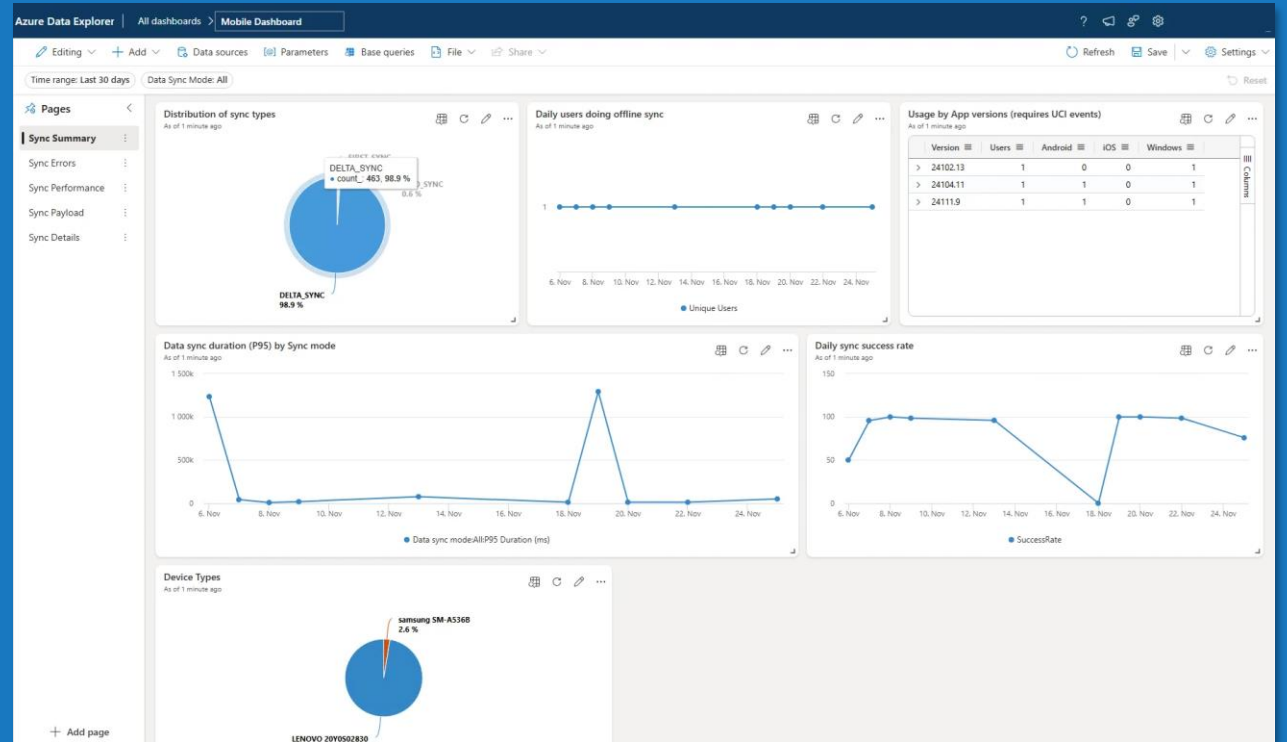 Azure Data Explorer | All dashboards > Mobile Dashboard
Editing Add Data sources Parameters Base queries File Share Refresh Save Settings
Time range: Last 30 days Data Sync Mode: All Reset
Pages
Sync Summary
Sync Errors
Sync Performance
Sync Payload
Sync Details
Add page
Distribution of sync types
As of 1 minute ago
DELTA_SYNC
count_: 463, 98.9 %
_SYNC
0.6 %
DELTA_SYNC
98.9 %
Daily users doing offline sync
As of 1 minute ago
1
6. Nov 8. Nov 10. Nov 12. Nov 14. Nov 16. Nov 18. Nov 20. Nov 22. Nov 24. Nov
Unique Users
Usage by App versions (requires UCI events)
As of 1 minute ago
Version Users Android iOS Windows
24102.13 1 0 0 1
24104.11 1 1 0 1
24111.9 1 1 0 1
Columns
Data sync duration (P95) by Sync mode
As of 1 minute ago
1 500k
1 000k
500k
0
6. Nov 8. Nov 10. Nov 12. Nov 14. Nov 16. Nov 18. Nov 20. Nov 22. Nov 24. Nov
Data sync mode:All:P95 Duration (ms)
Daily sync success rate
As of 1 minute ago
150
100
50
0
6. Nov 8. Nov 10. Nov 12. Nov 14. Nov 16. Nov 18. Nov 20. Nov 22. Nov 24. Nov
SuccessRate
Device Types
As of 1 minute ago
samsung SM-A536B
2.6 %
LENOVO 20Y0S02830